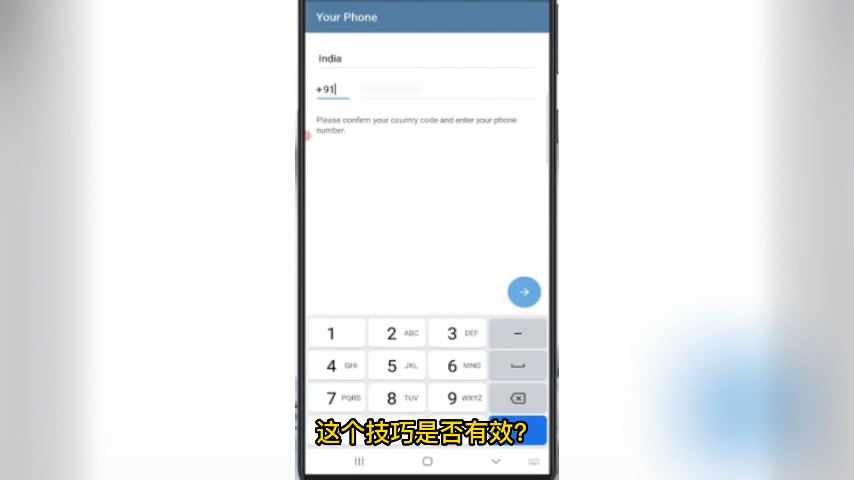 Your Phone
India
+91
Please confirm your country code and enter your phone
number.
1 2 ABC 3 DEF -
4 GHI 5 JKL 6 MNO
7 PQRS 8 TUV 9 WXYZ
这个技巧是否有效?